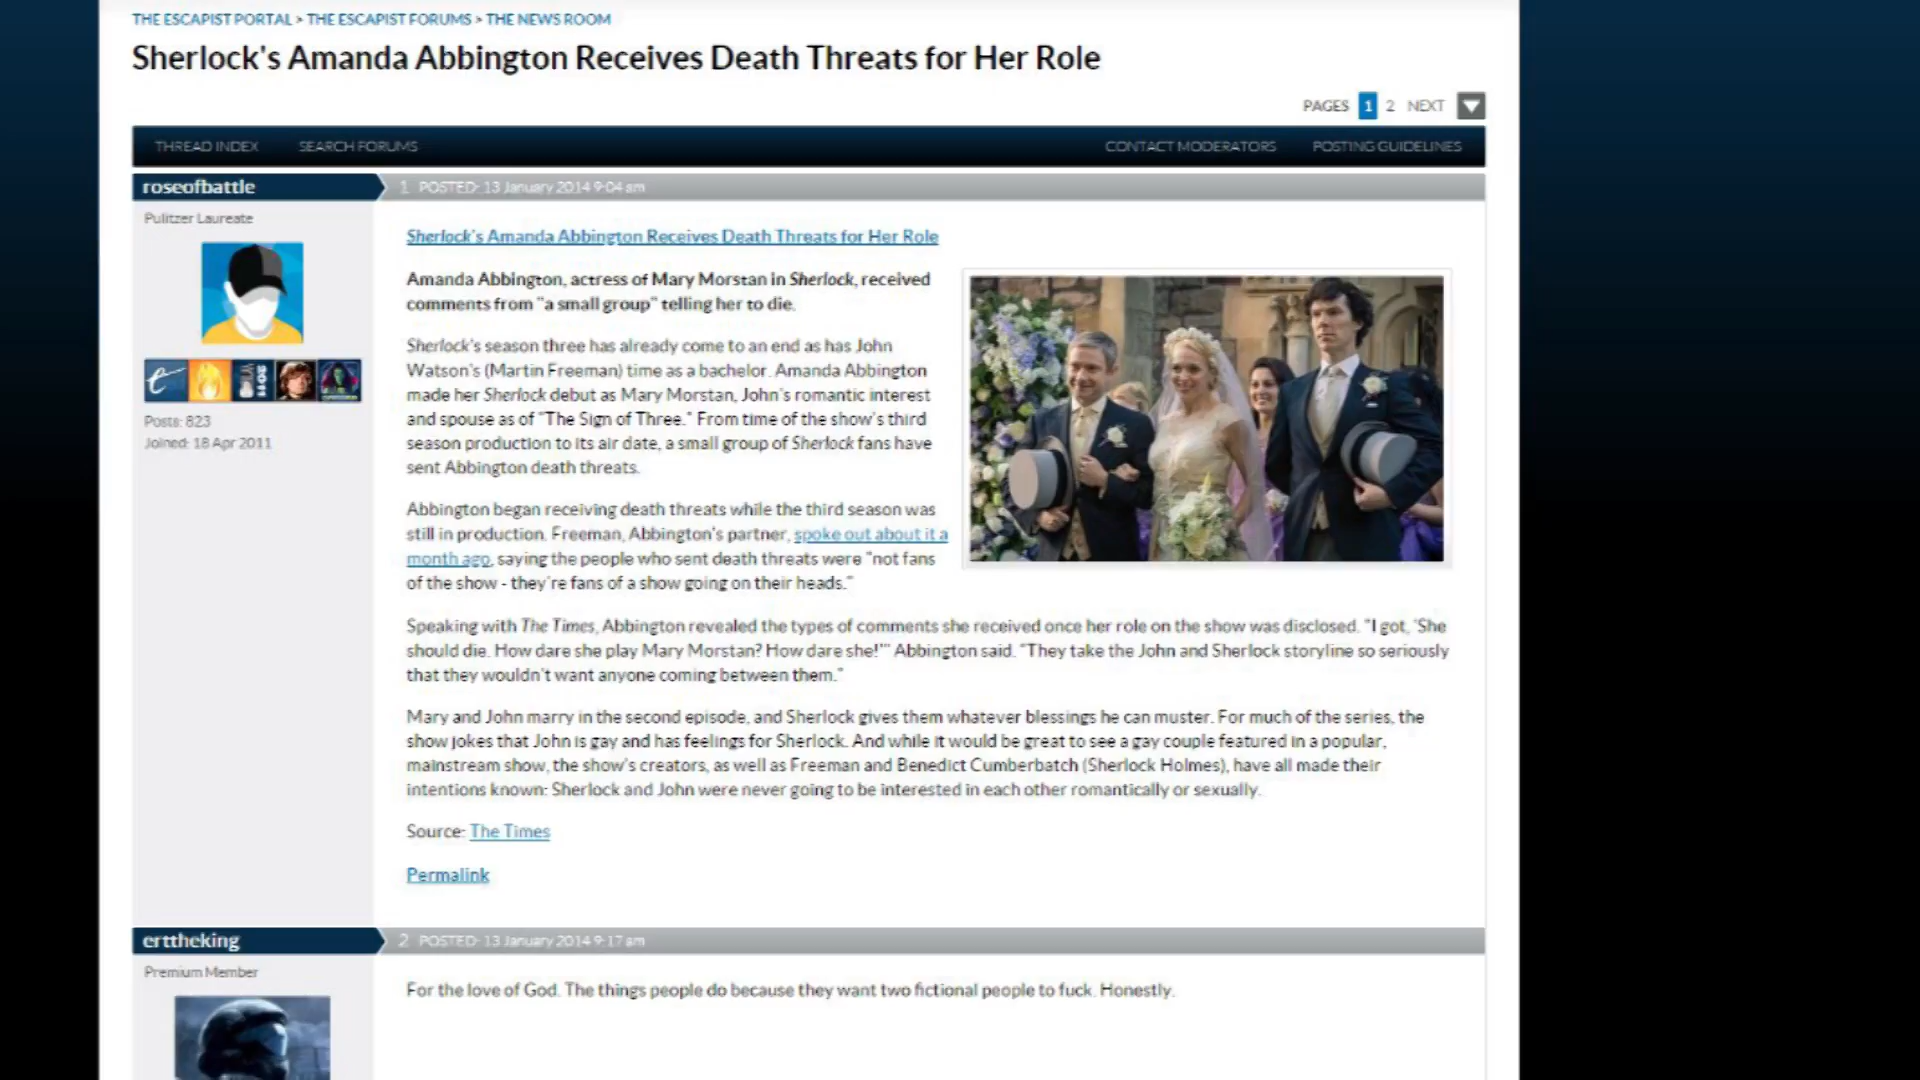 THE ESCAPIST PORTAL > THE ESCAPIST FORUMS > THE NEWS ROOM
Sherlock's Amanda Abbington Receives Death Threats for Her Role
PAGES 1 2 NEXT
THREAD INDEX SEARCH FORUMS CONTACT MODERATORS POSTING GUIDELINES
roseofbattle 1 POSTED: 13 January 2014 9:04 am
Pulitzer Laureate
Posts: 823
Joined: 18 Apr 2011
Sherlock's Amanda Abbington Receives Death Threats for Her Role
Amanda Abbington, actress of Mary Morstan in Sherlock, received
comments from "a small group" telling her to die.
Sherlock's season three has already come to an end as has John
Watson's (Martin Freeman) time as a bachelor. Amanda Abbington
made her Sherlock debut as Mary Morstan, John's romantic interest
and spouse as of "The Sign of Three." From time of the show's third
season production to its air date, a small group of Sherlock fans have
sent Abbington death threats.
Abbington began receiving death threats while the third season was
still in production. Freeman, Abbington's partner, spoke out about it a
month ago, saying the people who sent death threats were "not fans
of the show - they're fans of a show going on their heads."
Speaking with The Times, Abbington revealed the types of comments she received once her role on the show was disclosed. "I got, 'She
should die. How dare she play Mary Morstan? How dare she!'" Abbington said. "They take the John and Sherlock storyline so seriously
that they wouldn't want anyone coming between them."
Mary and John marry in the second episode, and Sherlock gives them whatever blessings he can muster. For much of the series, the
show jokes that John is gay and has feelings for Sherlock. And while it would be great to see a gay couple featured in a popular,
mainstream show, the show's creators, as well as Freeman and Benedict Cumberbatch (Sherlock Holmes), have all made their
intentions known: Sherlock and John were never going to be interested in each other romantically or sexually.
Source: The Times
Permalink
erttheking 2 POSTED: 13 January 2014 9:17 am
Premium Member
For the love of God. The things people do because they want two fictional people to fuck. Honestly.